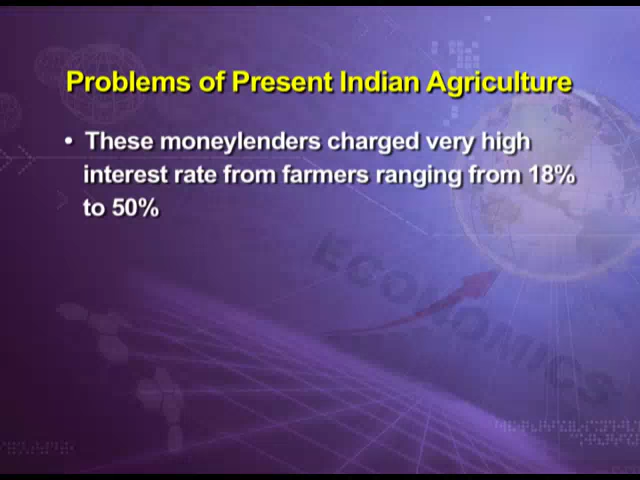 Problems of Present Indian Agriculture
• These moneylenders charged very high
interest rate from farmers ranging from 18%
to 50%
ECONOMICS